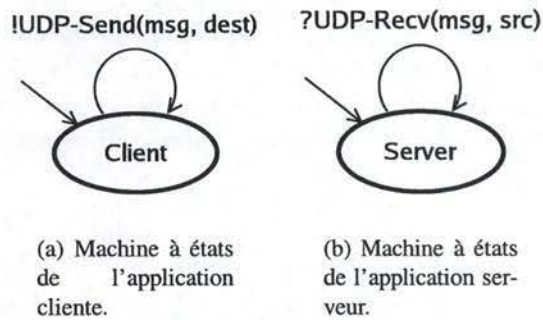 !UDP-Send(msg, dest)
?UDP-Recv(msg, src)
Client
Server
(a) Machine à états
de l'application
cliente.
(b) Machine à états
de l'application ser-
veur.